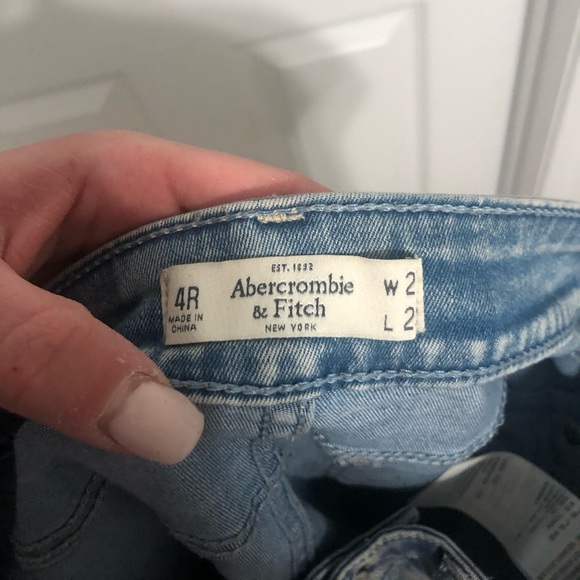 EST. 1892
4R
Abercrombie
& Fitch
W 2
MADE IN
CHINA
NEW YORK
L 2